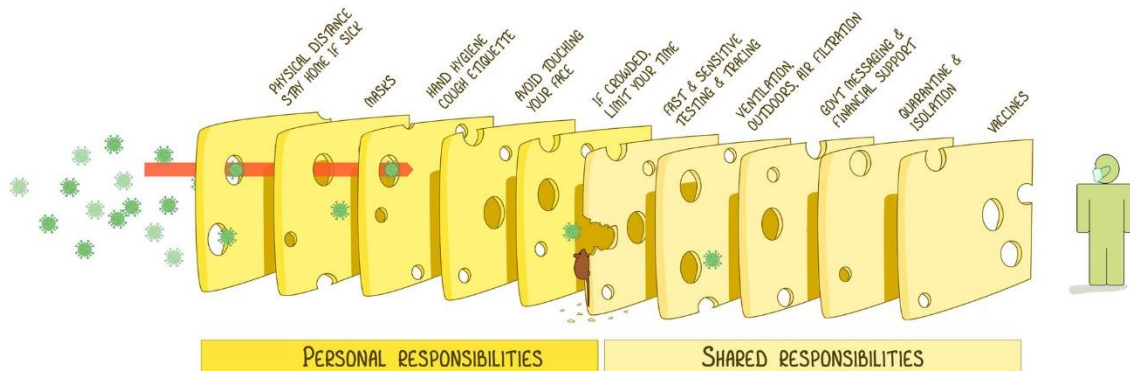 PHYSICAL DISTANCE
STAY HOME IF SICK
MASKS
HAND HYGIENE
COUGH ETIQUETTE
AVOID TOUCHING
YOUR FACE
IF CROWDED,
LIMIT YOUR TIME
FAST & SENSITIVE
TESTING & TRACING
VENTILATION,
OUTDOORS, AIR FILTRATION
GOVT MESSAGING &
FINANCIAL SUPPORT
QUARANTINE &
ISOLATION
VACCINES
PERSONAL RESPONSIBILITIES
SHARED RESPONSIBILITIES